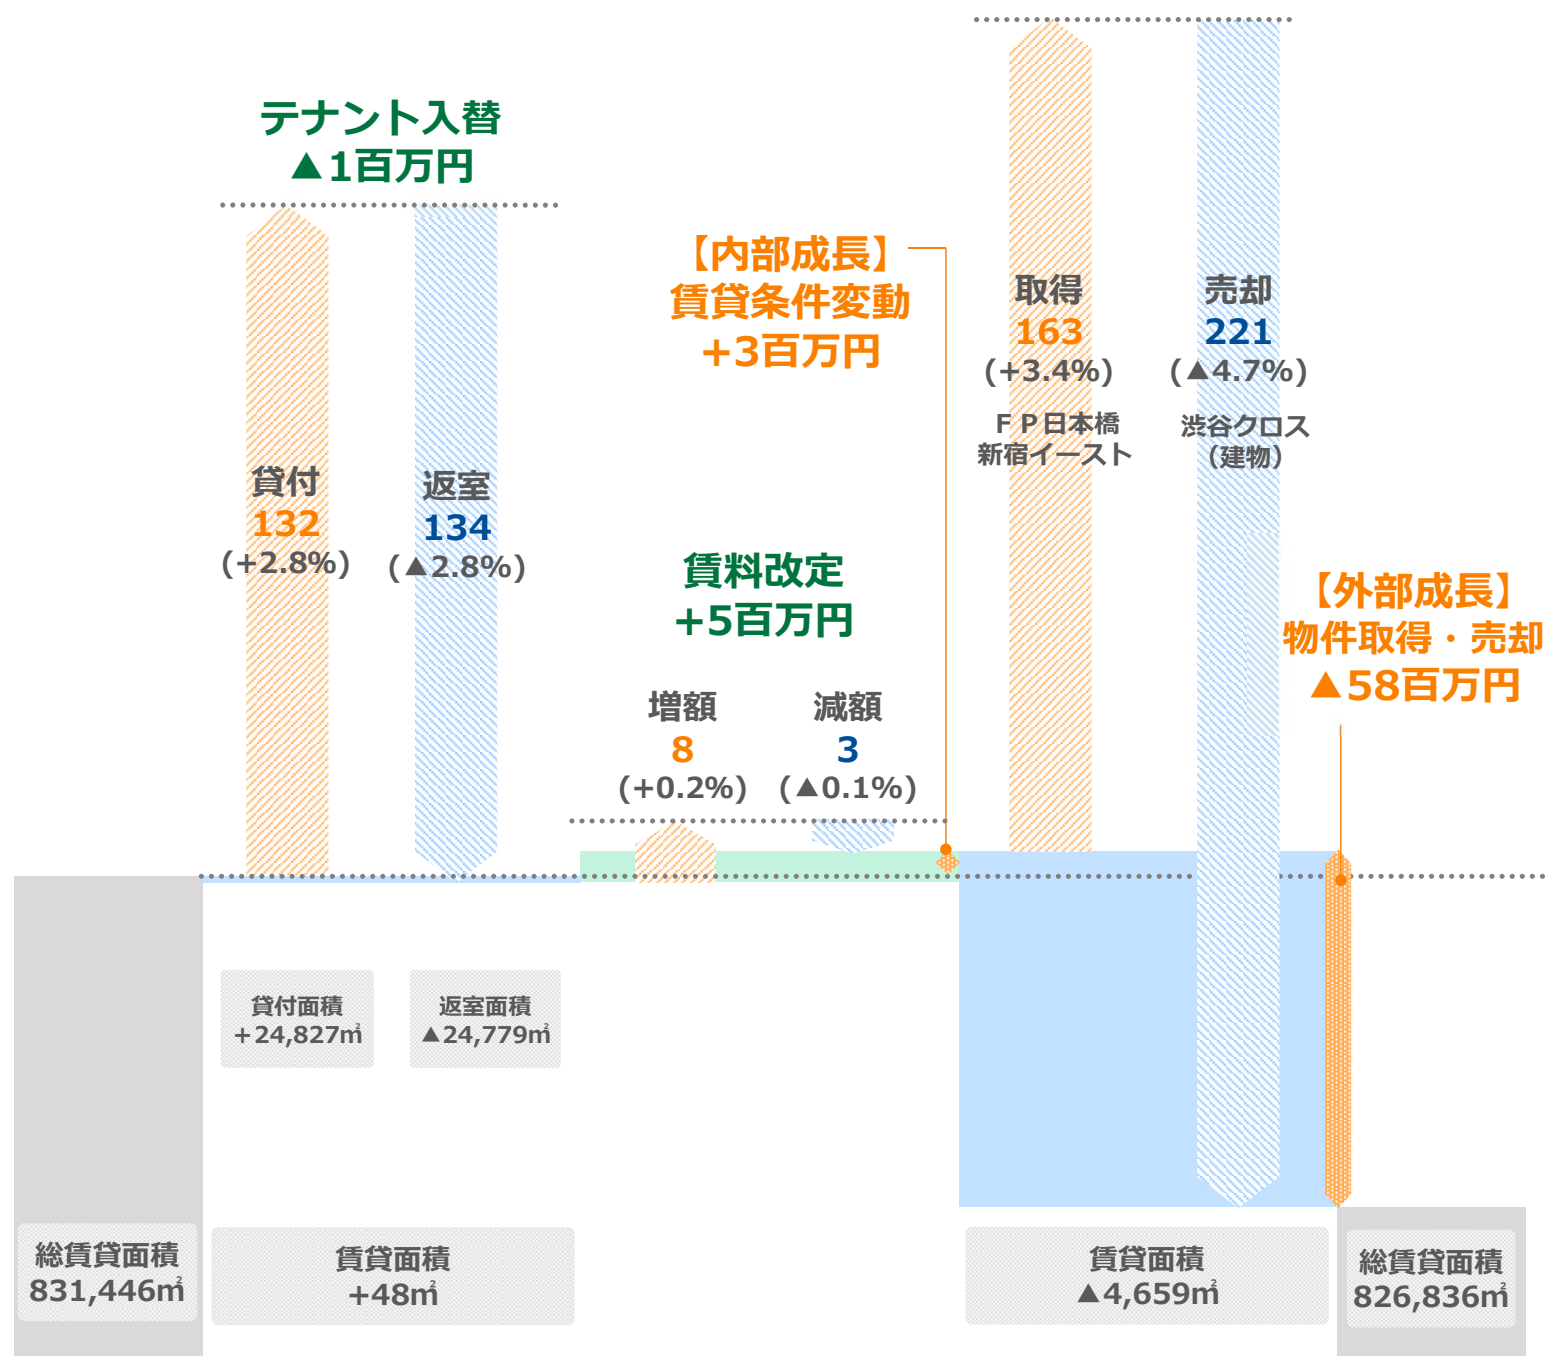 テナント入替
▲1百万円
貸付
132
(+2.8%)
返室
134
(▲2.8%)
【内部成長】
賃貸条件変動
+3百万円
賃料改定
+5百万円
増額
8
(+0.2%)
減額
3
(▲0.1%)
取得
163
(+3.4%)
ＦＰ日本橋
新宿イースト
売却
221
(▲4.7%)
渋谷クロス
（建物）
【外部成長】
物件取得・売却
▲58百万円
貸付面積
+24,827㎡
返室面積
▲24,779㎡
総賃貸面積
831,446㎡
賃貸面積
+48㎡
賃貸面積
▲4,659㎡
総賃貸面積
826,836㎡